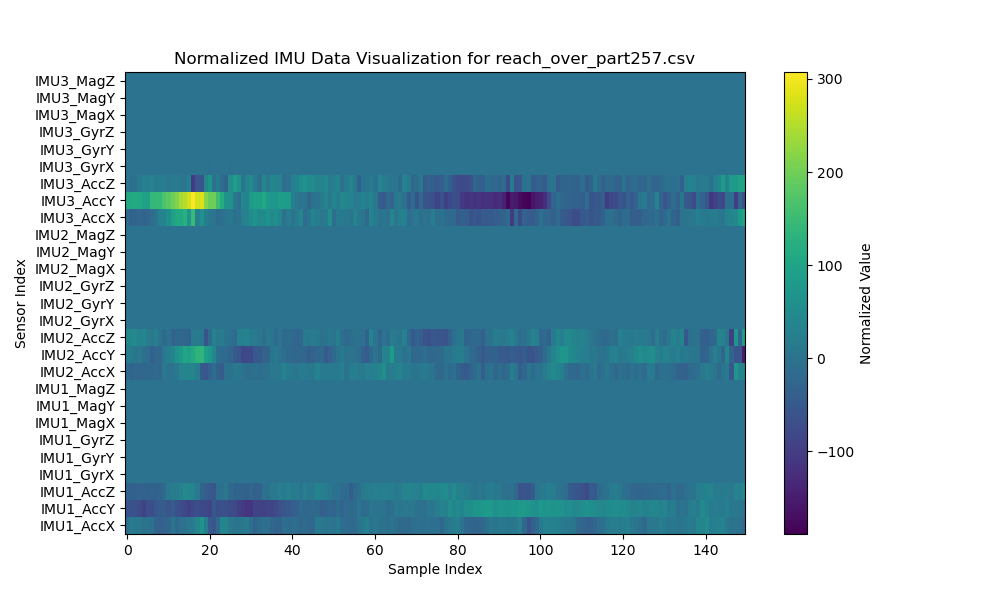 Normalized IMU Data Visualization for reach_over_part257.csv
Sensor Index
IMU3_MagZ
IMU3_MagY
IMU3_MagX
IMU3_GyrZ
IMU3_GyrY
IMU3_GyrX
IMU3_AccZ
IMU3_AccY
IMU3_AccX
IMU2_MagZ
IMU2_MagY
IMU2_MagX
IMU2_GyrZ
IMU2_GyrY
IMU2_GyrX
IMU2_AccZ
IMU2_AccY
IMU2_AccX
IMU1_MagZ
IMU1_MagY
IMU1_MagX
IMU1_GyrZ
IMU1_GyrY
IMU1_GyrX
IMU1_AccZ
IMU1_AccY
IMU1_AccX
0 20 40 60 80 100 120 140
Sample Index
300
200
100
0
−100
Normalized Value